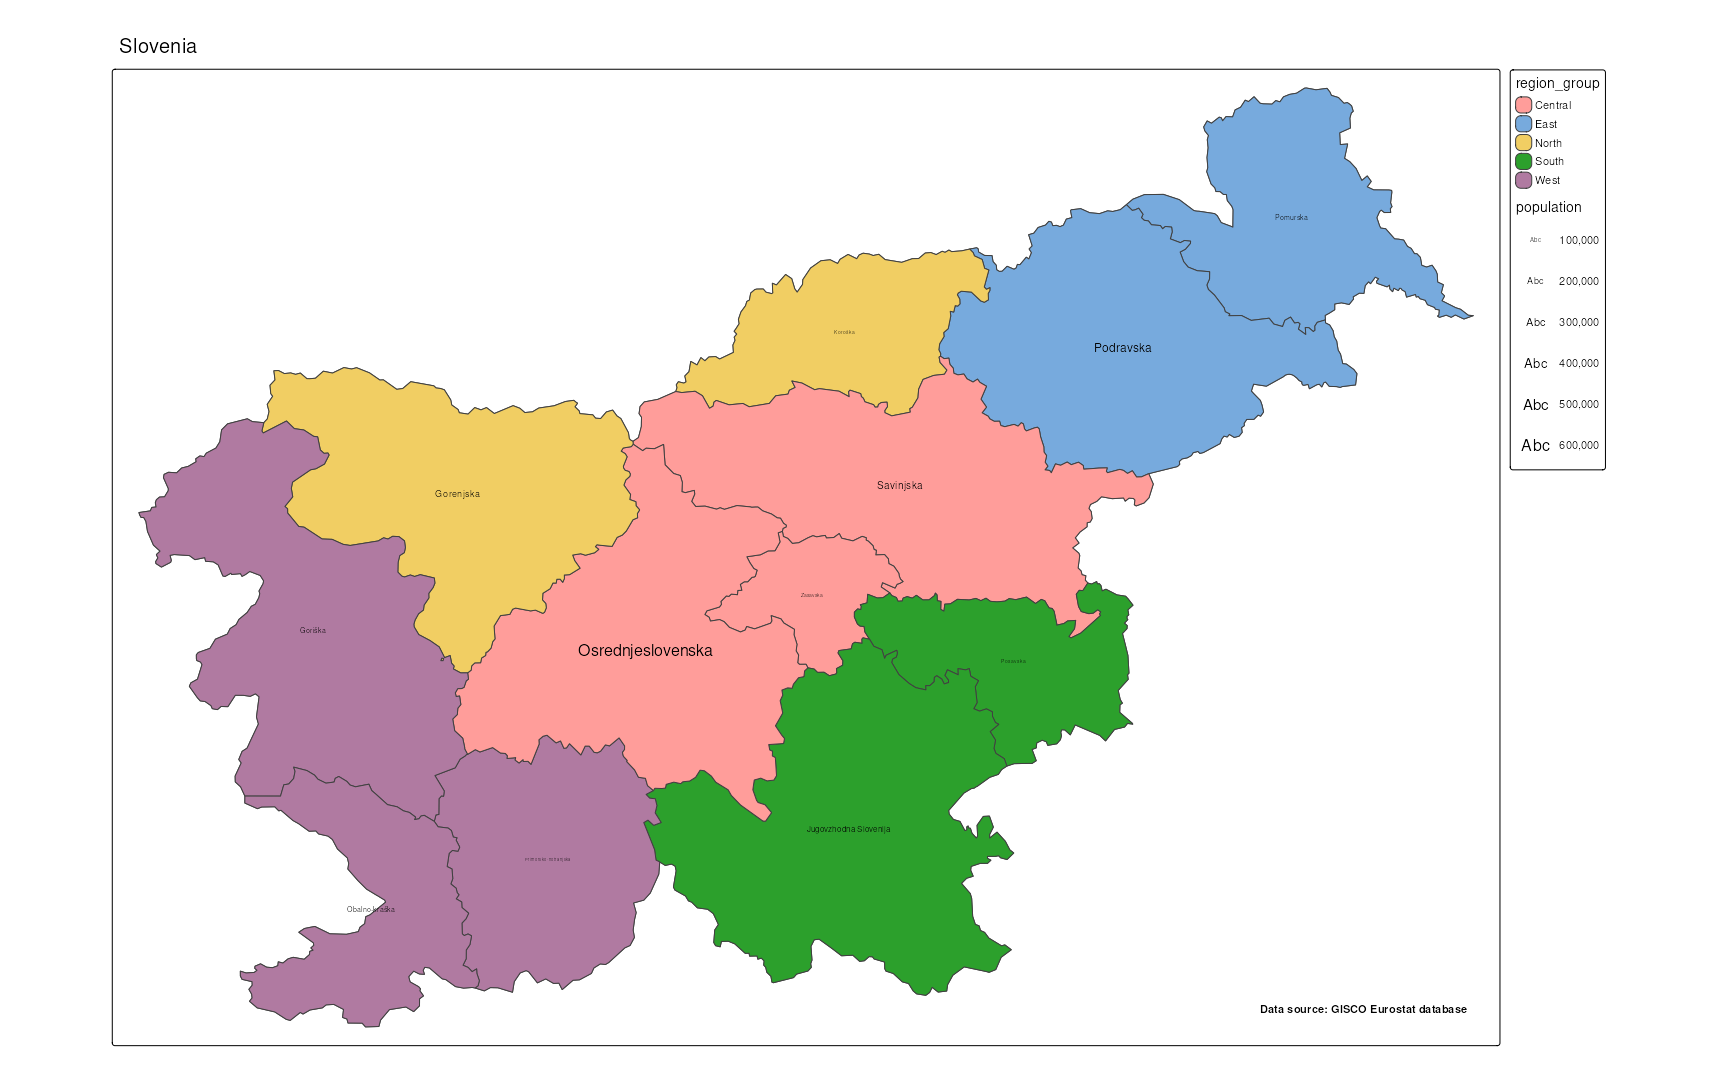 Slovenia
region_group
Central
East
North
South
West
population
Abc 100,000
Abc 200,000
Abc 300,000
Abc 400,000
Abc 500,000
Abc 600,000
Pomurska
Koroška
Podravska
Savinjska
Gorenjska
Zasavska
Goriška
Osrednjeslovenska
Posavska
Jugovzhodna Slovenija
Obalno-kraška
Data source: GISCO Eurostat database